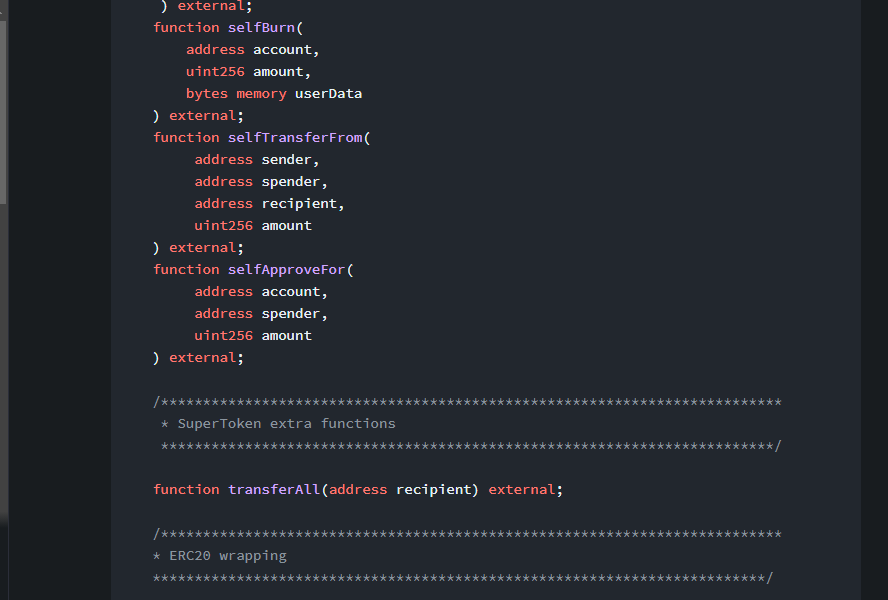 ) external;
function selfBurn(
address account,
uint256 amount,
bytes memory userData
) external;
function selfTransferFrom(
address sender,
address spender,
address recipient,
uint256 amount
) external;
function selfApproveFor(
address account,
address spender,
uint256 amount
) external;
/**************************************************************************
* SuperToken extra functions
*************************************************************************/
function transferAll(address recipient) external;
/**************************************************************************
* ERC20 wrapping
*************************************************************************/